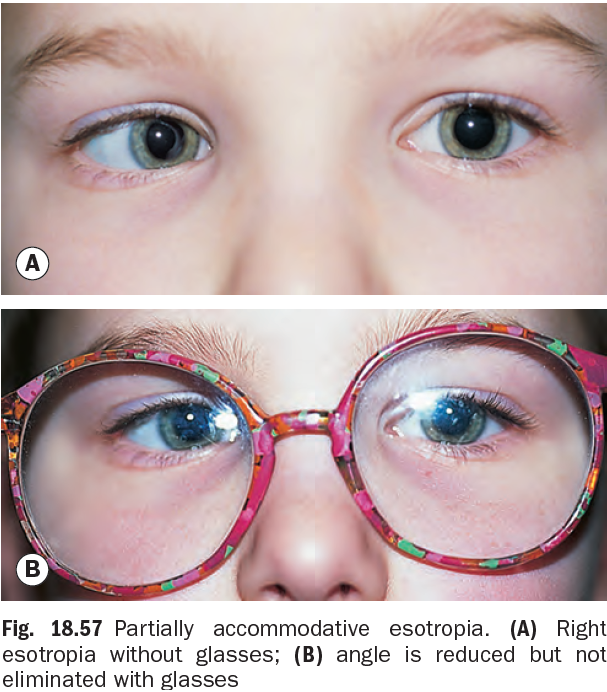 A
B
Fig. 18.57 Partially accommodative esotropia. (A) Right
esotropia without glasses; (B) angle is reduced but not
eliminated with glasses